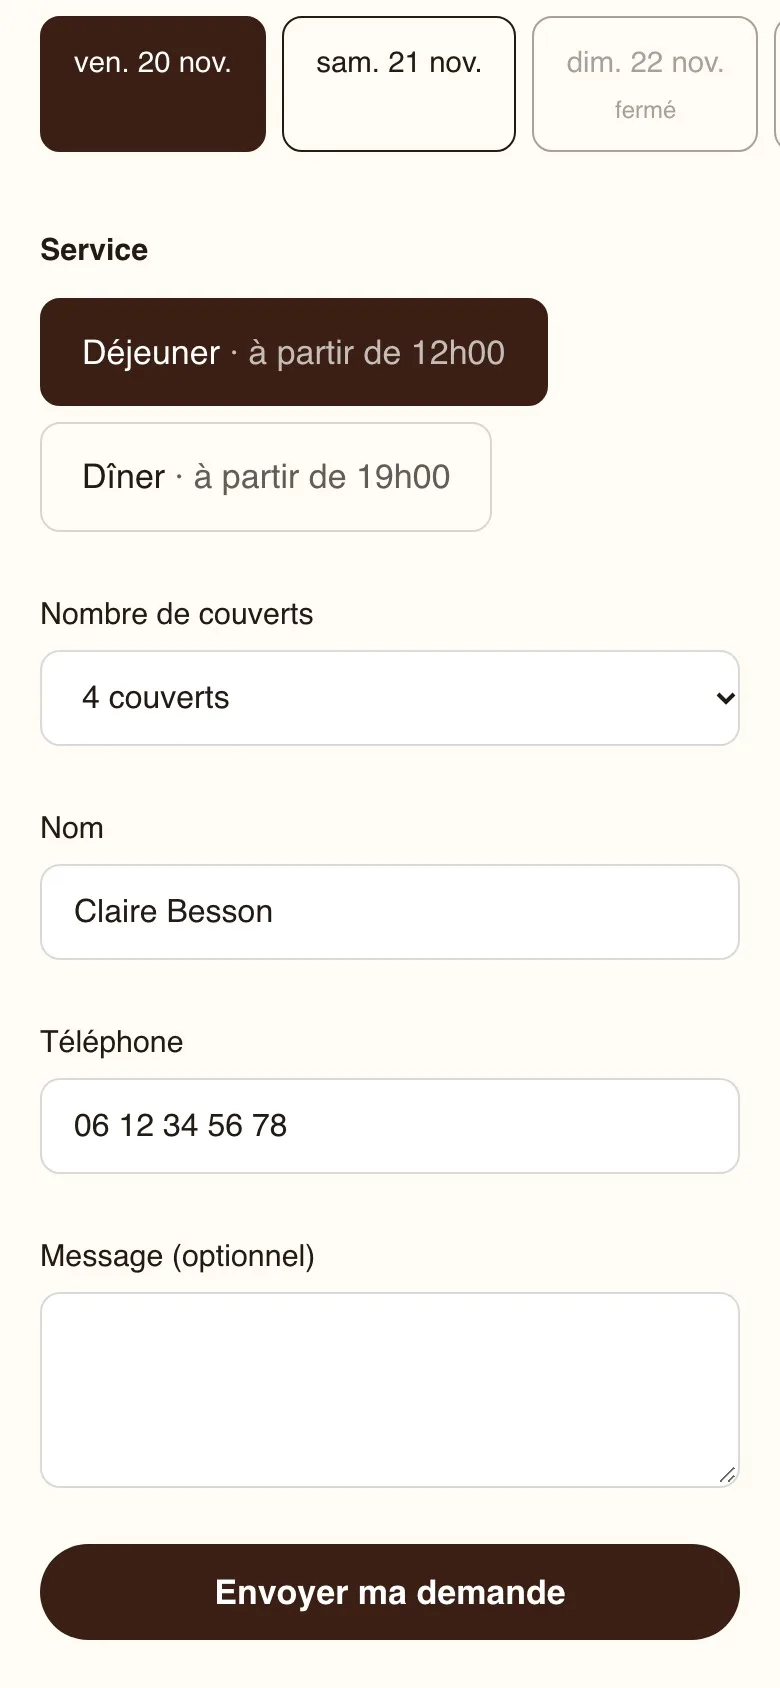 ven. 20 nov.
sam. 21 nov.
dim. 22 nov.
fermé
Service
Déjeuner · à partir de 12h00
Dîner · à partir de 19h00
Nombre de couverts
4 couverts
Nom
Claire Besson
Téléphone
06 12 34 56 78
Message (optionnel)
Envoyer ma demande